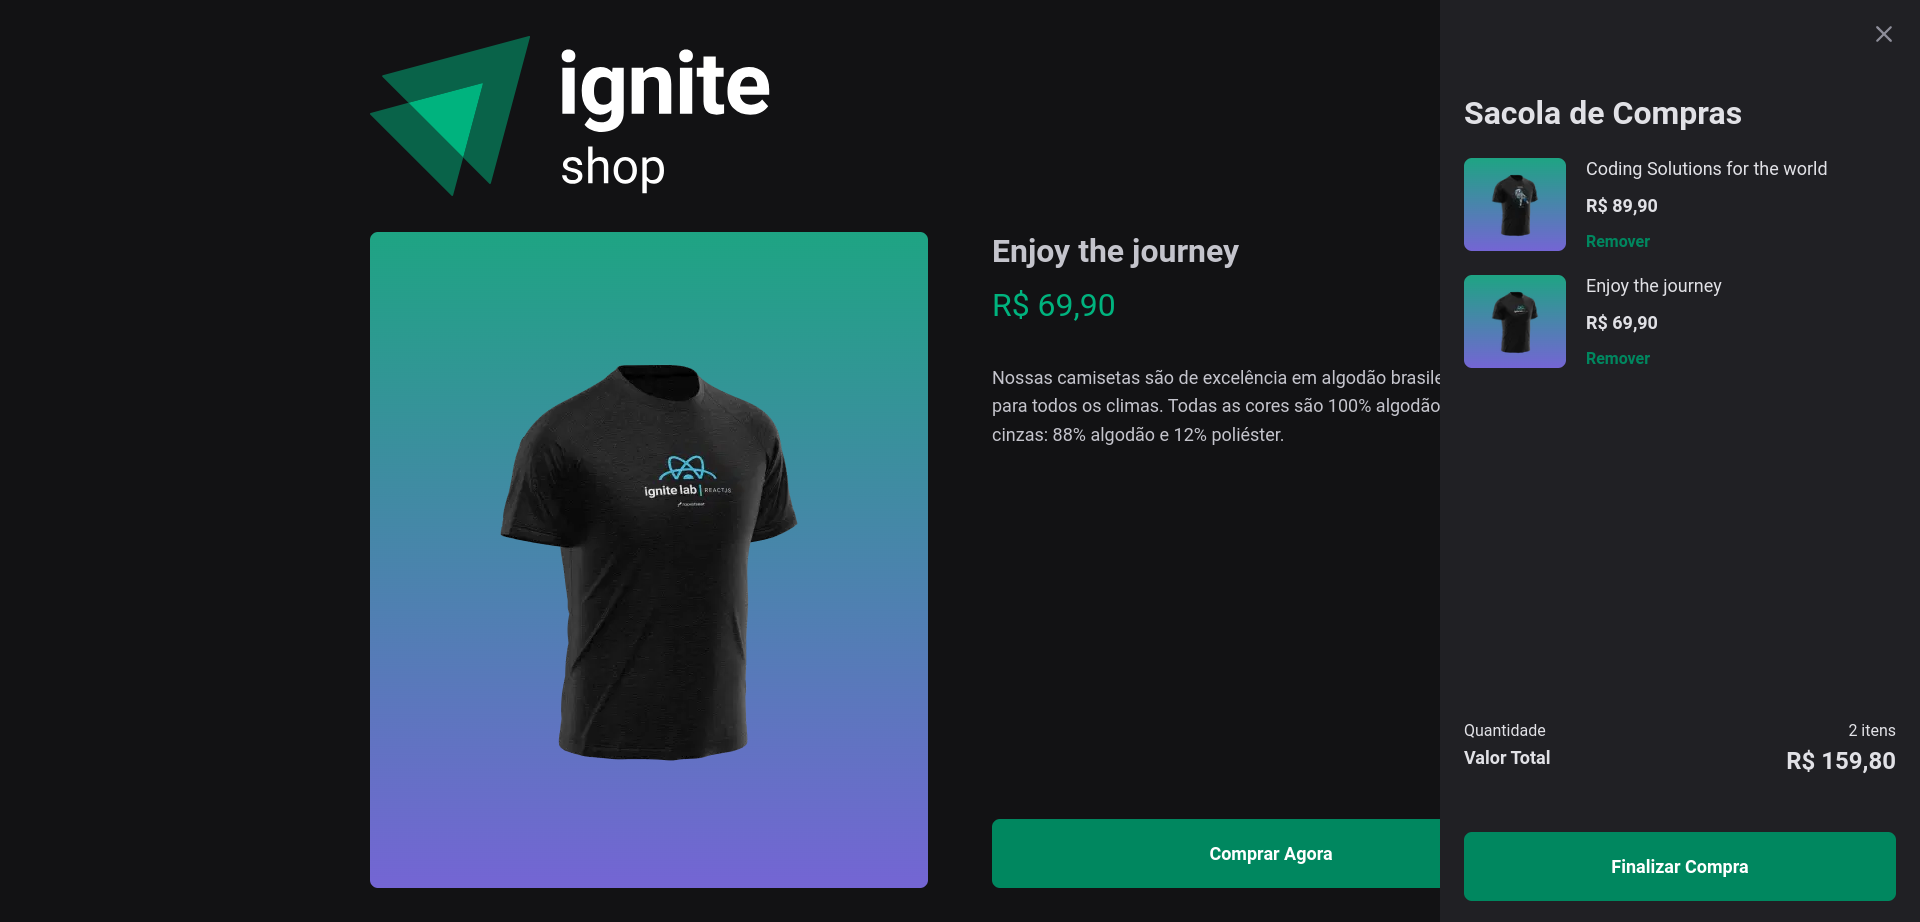 ignite
shop
Enjoy the journey
R$ 69,90
Nossas camisetas são de excelência em algodão
para todos os climas. Todas as cores são 100% algodão
cinzas: 88% algodão e 12% poliéster.
ignite lab | REACTJS
Comprar Agora
Sacola de Compras
Coding Solutions for the world
R$ 89,90
Remover
Enjoy the journey
R$ 69,90
Remover
Quantidade 2 itens
Valor Total R$ 159,80
Finalizar Compra